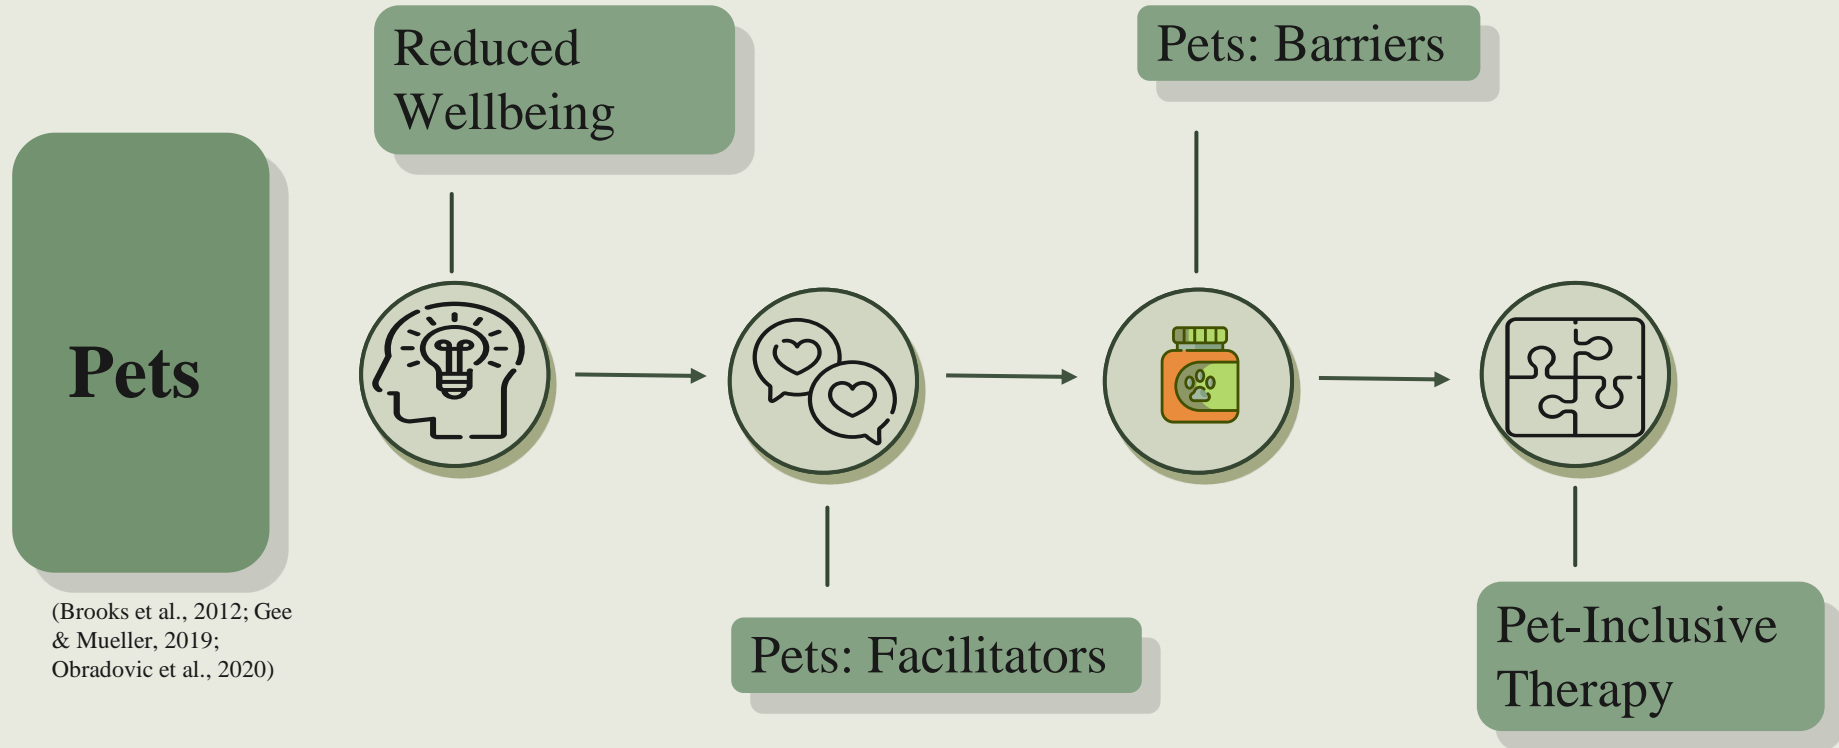 Pets
(Brooks et al., 2012; Gee
& Mueller, 2019;
Obradovic et al., 2020)
Reduced
Wellbeing
Pets: Facilitators
Pets: Barriers
Pet-Inclusive
Therapy